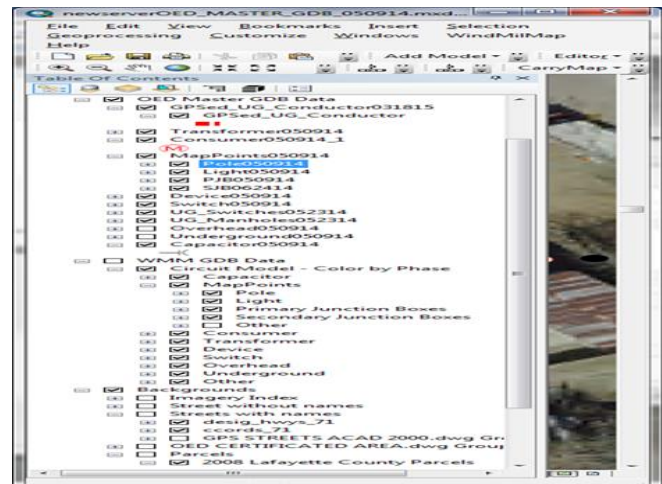 newserverOED_MASTER_GDB_050914.mxd...
File Edit View Bookmarks Insert Selection
Geoprocessing Customize Windows WindMilMap
Help
Add Model Editor
CarryMap
Table Of Contents
OED Master GDB Data
GPSed_UG_Conductor031815
GPSed_UG_Conductor
Transformer050914
Consumer050914_1
M
MapPoints050914
Pole050914
Light050914
PJB050914
SJB062414
Device050914
Switch050914
UG_Switches052314
UG_Manholes052314
Overhead050914
Underground050914
Capacitor050914
WMM GDB Data
Circuit Model - Color by Phase
Capacitor
MapPoints
Pole
Light
Primary Junction Boxes
Secondary Junction Boxes
Other
Consumer
Transformer
Device
Switch
Overhead
Underground
Other
Backgrounds
Imagery Index
Street without names
Streets with names
desig_hwys_71
ccords_71
GPS STREETS ACAD 2000.dwg Gro
OED CERTIFICATED AREA.dwg Group
Parcels
2008 Lafayette County Parcels